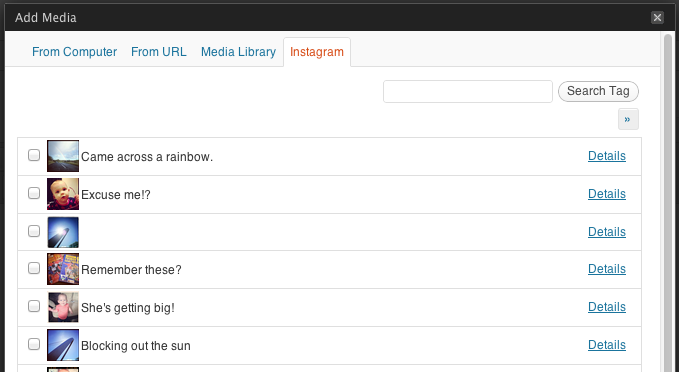 Add Media
From Computer From URL Media Library Instagram
Search Tag
»
Came across a rainbow. Details
Excuse me!? Details
Details
Remember these? Details
She's getting big! Details
Blocking out the sun Details